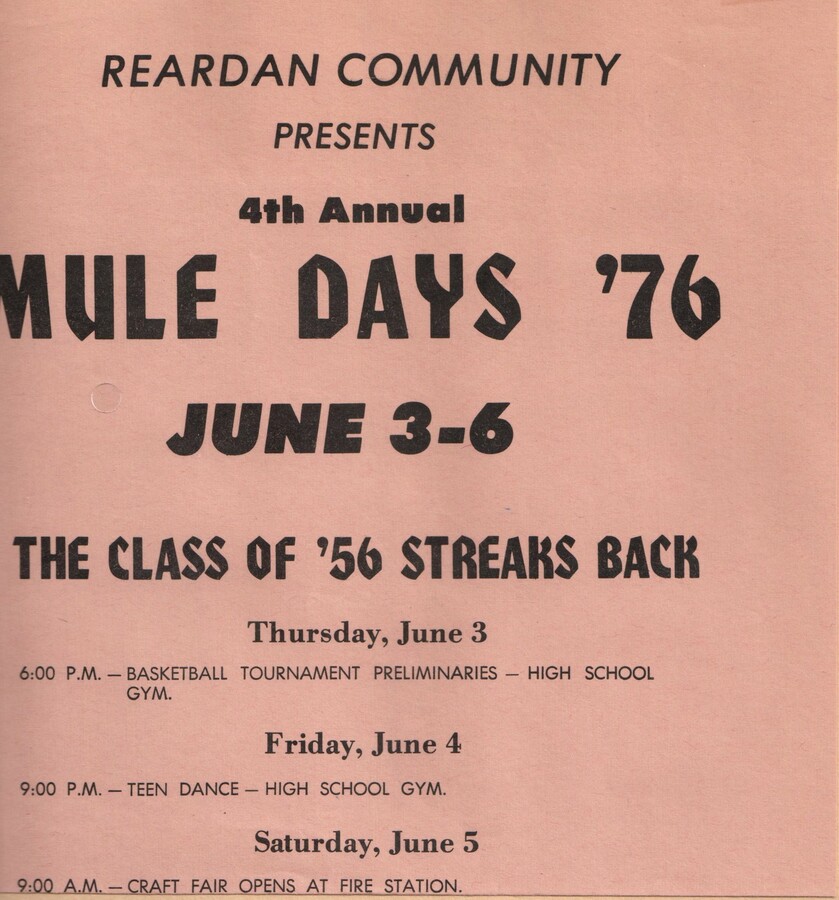 REARDAN COMMUNITY
PRESENTS
4th Annual
MULE DAYS '76
JUNE 3-6
THE CLASS OF '56 STREAKS BACK
Thursday, June 3
6:00 P.M. — BASKETBALL TOURNAMENT PRELIMINARIES — HIGH SCHOOL
GYM.
Friday, June 4
9:00 P.M. — TEEN DANCE — HIGH SCHOOL GYM.
Saturday, June 5
9:00 A.M. — CRAFT FAIR OPENS AT FIRE STATION.